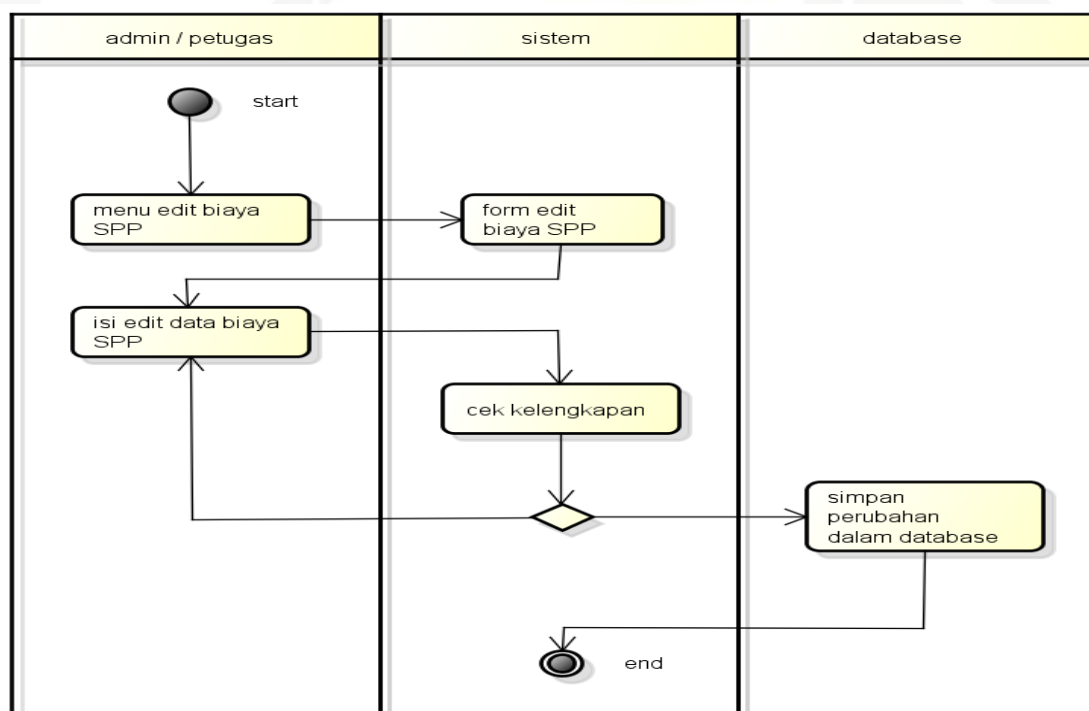 admin / petugas
sistem
database
start
menu edit biaya
SPP
form edit
biaya SPP
isi edit data biaya
SPP
cek kelengkapan
simpan
perubahan
dalam database
end